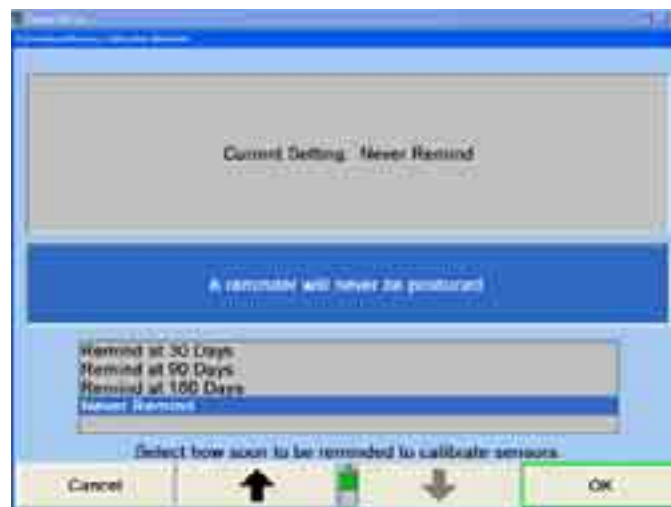 Current Setting: Never Remind
A reminder will never be produced
Remind at 30 Days
Remind at 90 Days
Remind at 180 Days
Never Remind
Select how soon to be reminded to calibrate sensors.
Cancel
OK